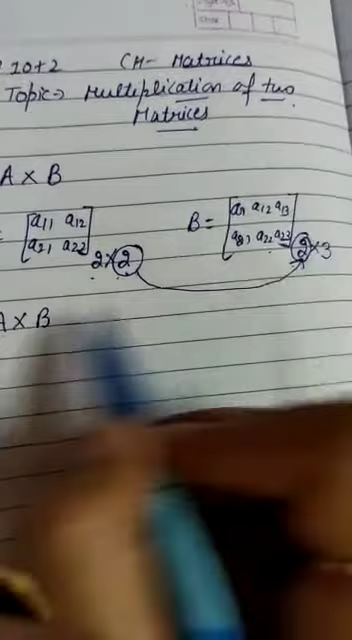 10+2 CH- Matrices
Topic → Multiplication of two
Matrices
A × B
= [a11 a12 B = [a11 a12 a13
a21 a22] 2×2 a21 a22 a23] 2×3
A × B